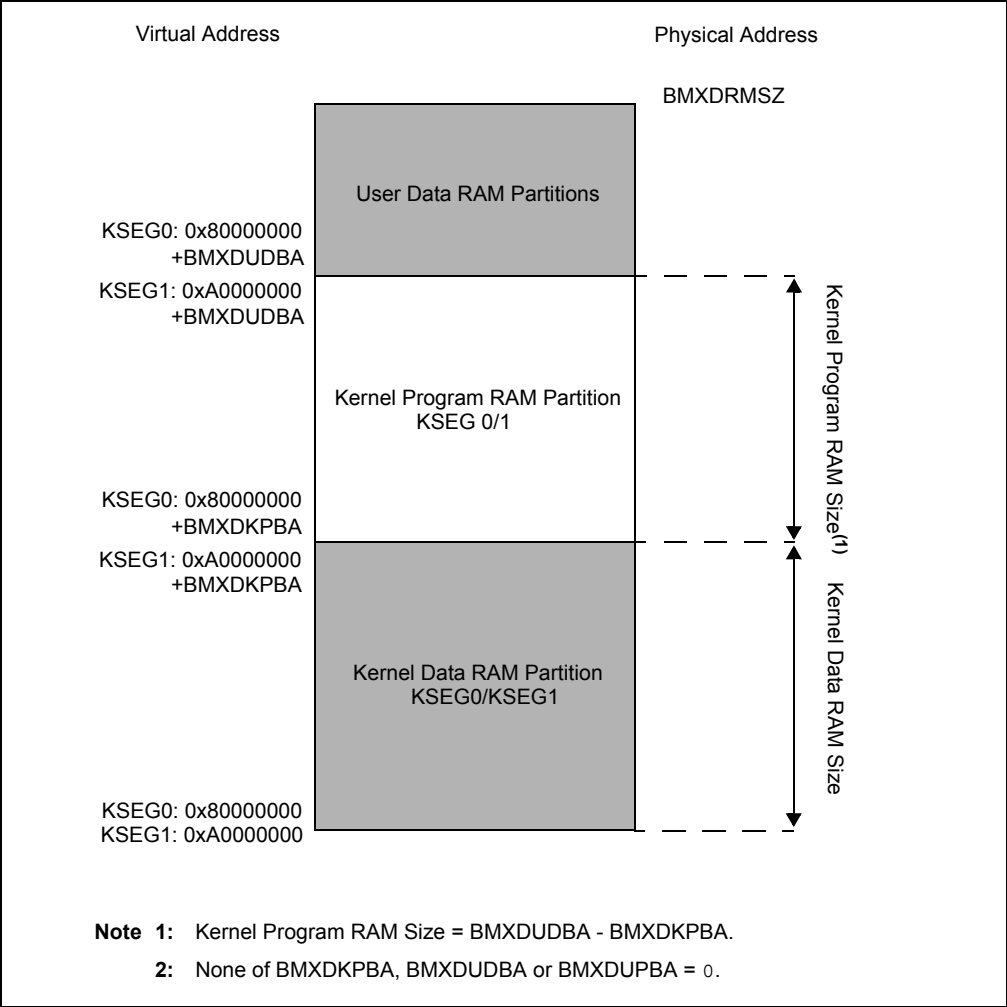 Virtual Address
Physical Address
BMXDRMSZ
User Data RAM Partitions
KSEG0: 0x80000000
+BMXDUDBA
KSEG1: 0xA0000000
+BMXDUDBA
Kernel Program RAM Size(1)
Kernel Program RAM Partition
KSEG 0/1
KSEG0: 0x80000000
+BMXDKPBA
KSEG1: 0xA0000000
+BMXDKPBA
Kernel Data RAM Size
Kernel Data RAM Partition
KSEG0/KSEG1
KSEG0: 0x80000000
KSEG1: 0xA0000000
Note 1: Kernel Program RAM Size = BMXDUDBA - BMXDKPBA.
2: None of BMXDKPBA, BMXDUDBA or BMXDUPBA = 0.